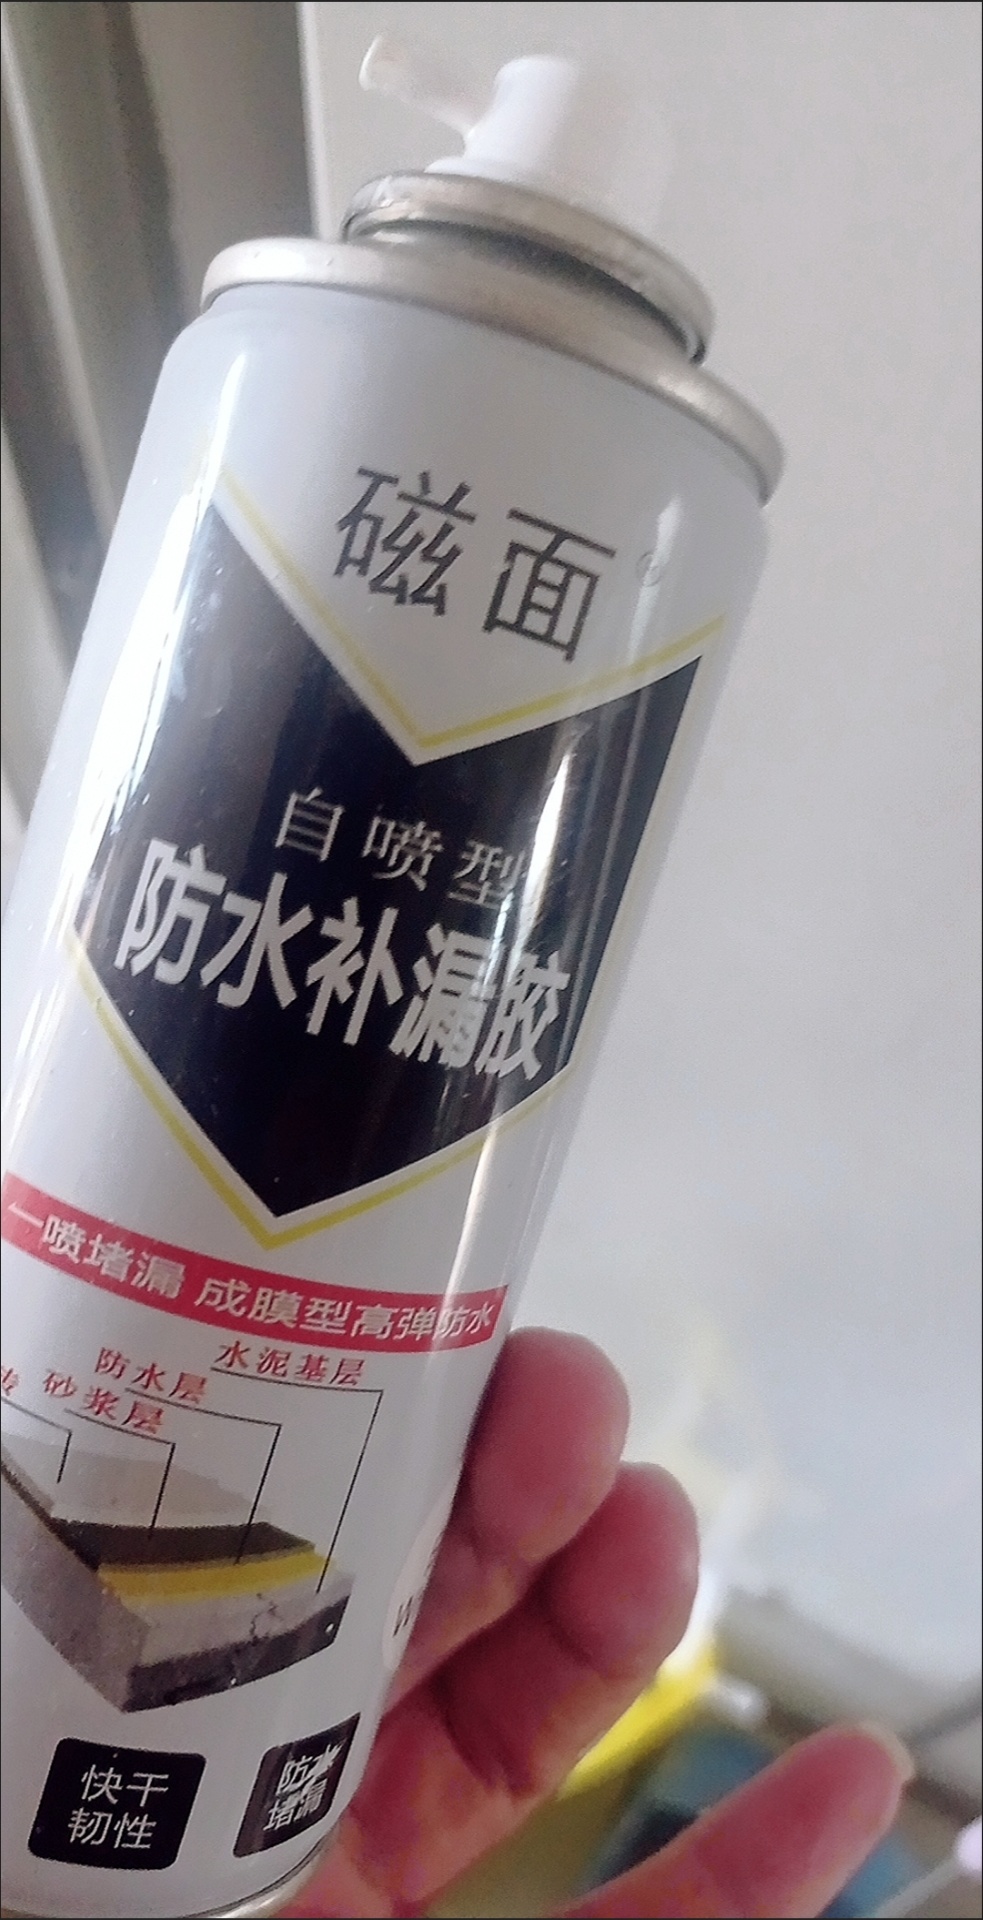 磁面®
自喷型
防水补漏胶
一喷堵漏 成膜型高弹防水
水泥基层
防水层
砂浆层
快干
韧性
防水
堵漏